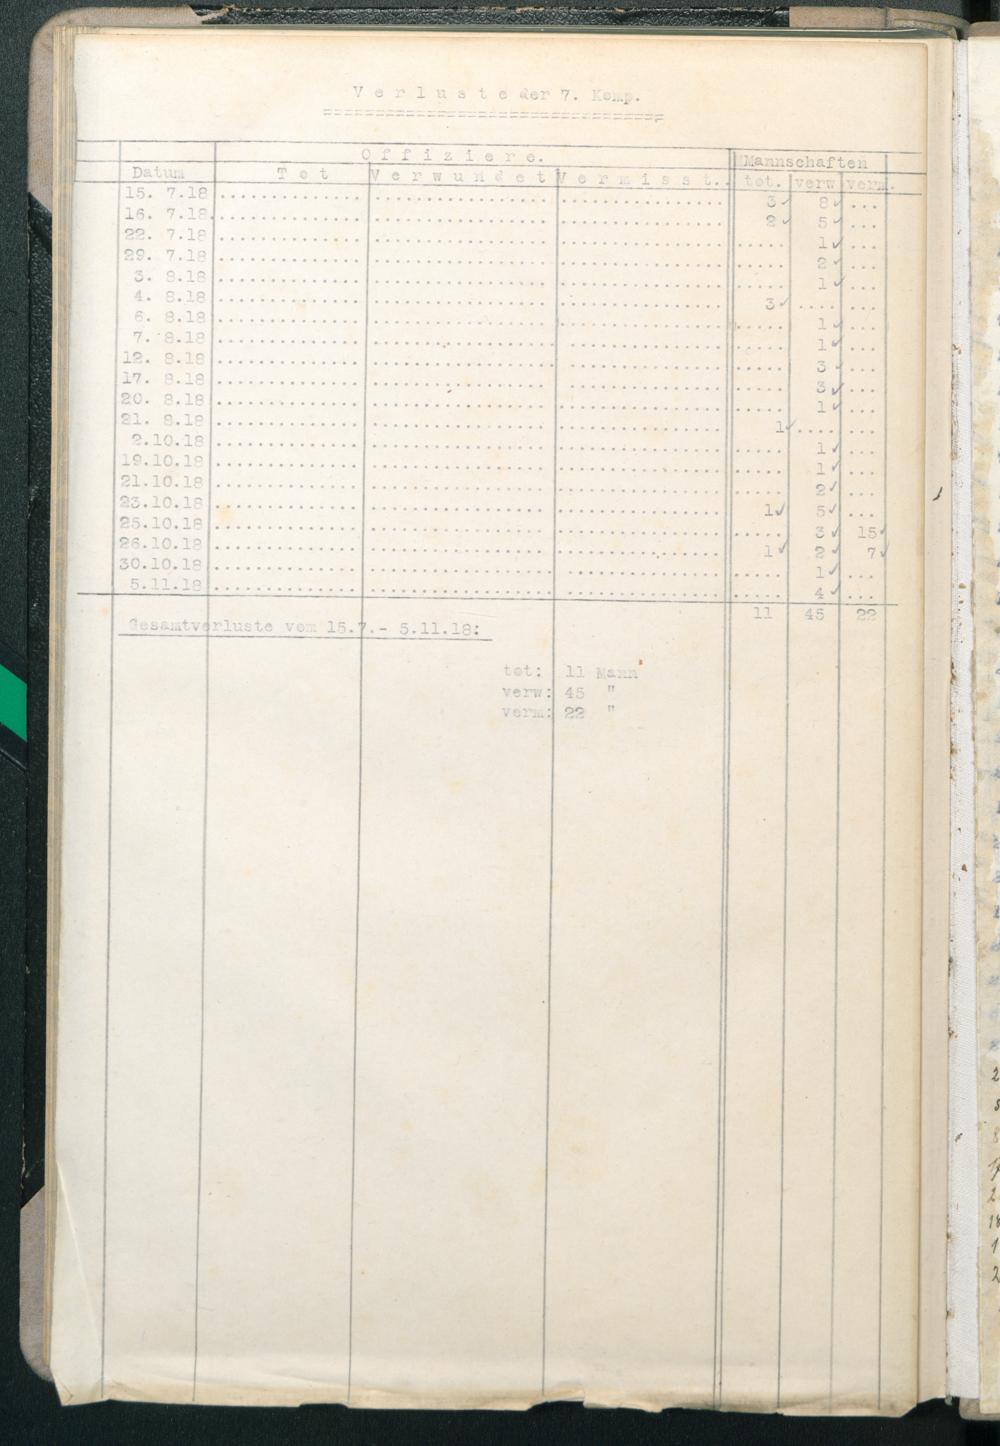 V e r l u s t e der 7. Komp.
O f f i z i e r e. Mannschaften
Datum T o t V e r w u n d e t V e r m i s s t. tot. verw verm.
15. 7.18 .............. ................. ................ 3 ✓ 8 ✓ ...
16. 7.18. .............. ................. ................ 2 ✓ 5 ✓ ...
22. 7.18 .............. ................. ................ ..... 1 ✓ ...
29. 7.18 .............. ................. ................ ..... 2 ✓ ...
3. 8.18 .............. ................. ................ ..... 1 ✓ ...
4. 8.18 .............. ................. ................ 3 ✓ .... ...
6. 8.18 .............. ................. ................ ..... 1 ✓ ...
7. 8.18 .............. ................. ................ ..... 1 ✓ ...
12. 8.18 .............. ................. ................ ..... 3 ✓ ...
17. 8.18 .............. ................. ................ ..... 3 ✓ ...
20. 8.18 .............. ................. ................ ..... 1 ✓ ...
21. 8.18 .............. ................. ................ 1 ✓ .... ...
2.10.18 .............. ................. ................ ..... 1 ✓ ...
19.10.18 .............. ................. ................ ..... 1 ✓ ...
21.10.18 .............. ................. ................ ..... 2 ✓ ...
23.10.18 .............. ................. ................ 1 ✓ 5 ✓ ...
25.10.18 .............. ................. ................ ..... 3 ✓ 15 ✓
26.10.18 .............. ................. ................ 1 ✓ 2 ✓ 7 ✓
30.10.18 .............. ................. ................ ..... 1 ✓ ...
5.11.18 .............. ................. ................ ..... 4 ✓ ...
11 45 22
Gesamtverluste vom 15.7.- 5.11.18:
tot: 11 Mann
verw: 45 "
verm: 22 "